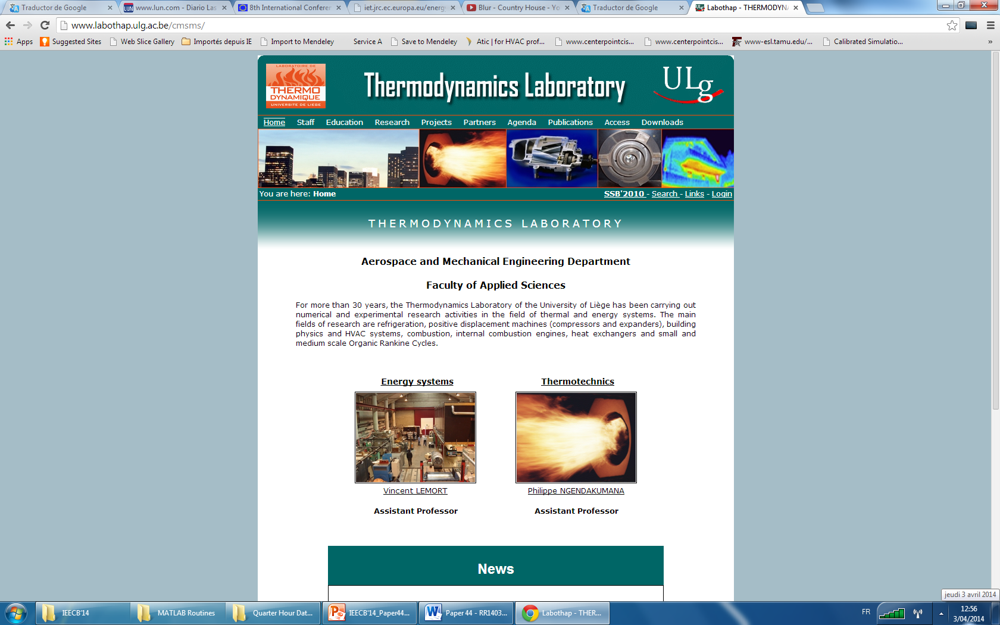 Traductor de Google
www.lun.com - Diario Las
8th International Conferen
iet.jrc.ec.europa.eu/energ
Blur - Country House - Yo
Traductor de Google
Labothap - THERMODYNA
www.labothap.ulg.ac.be/cmsms/
Apps
Suggested Sites
Web Slice Gallery
Importés depuis IE
Import to Mendeley
Service A
Save to Mendeley
Atic | for HVAC prof...
www.centerpointcis...
www.centerpointcis...
www-esl.tamu.edu/...
Calibrated Simulatio...
»
LABORATOIRE DE
THERMO
DYNAMIQUE
UNIVERSITE DE LIEGE
Thermodynamics Laboratory
ULg
Home Staff Education Research Projects Partners Agenda Publications Access Downloads
You are here: Home
SSB'2010 - Search - Links - Login
THERMODYNAMICS LABORATORY
Aerospace and Mechanical Engineering Department
Faculty of Applied Sciences
For more than 30 years, the Thermodynamics Laboratory of the University of Liège has been carrying out
numerical and experimental research activities in the field of thermal and energy systems. The main
fields of research are refrigeration, positive displacement machines (compressors and expanders), building
physics and HVAC systems, combustion, internal combustion engines, heat exchangers and small and
medium scale Organic Rankine Cycles.
Energy systems
Thermotechnics
Vincent LEMORT
Philippe NGENDAKUMANA
Assistant Professor
Assistant Professor
News
jeudi 3 avril 2014
IEECB'14
MATLAB Routines
Quarter Hour Dat...
IEECB'14_Paper44...
Paper 44 - RR1403...
Labothap - THER...
FR
12:56
3/04/2014